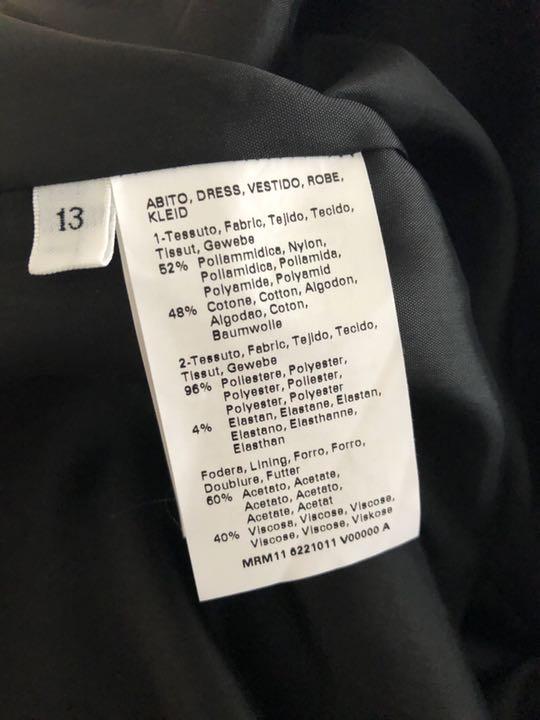 13
ABITO, DRESS, VESTIDO, ROBE,
KLEID
1-Tessuto, Fabric, Tejido, Tecido,
Tissut, Gewebe
52% Poliammidica, Nylon,
Poliamidica, Poliamida,
Polyamida, Polyamid
48% Cotone, Cotton, Algodon,
Algodao, Coton,
Baumwolle
2-Tessuto, Fabric, Tejido, Tecido,
Tissut, Gewebe
96% Poliestere, Polyester,
Polyester, Poliester,
Polyester, Polyester
4% Elastan, Elastane, Elastan,
Elastano, Elasthanne,
Elasthan
Fodera, Lining, Forro, Forro,
Doublure, Futter
60% Acetato, Acetate,
Acetato, Acetato,
Acetate, Acetat
40% Viscosa, Viscose, Viscose,
Viscose, Viscose, Viskose
MRM11 6221011 V00000 A